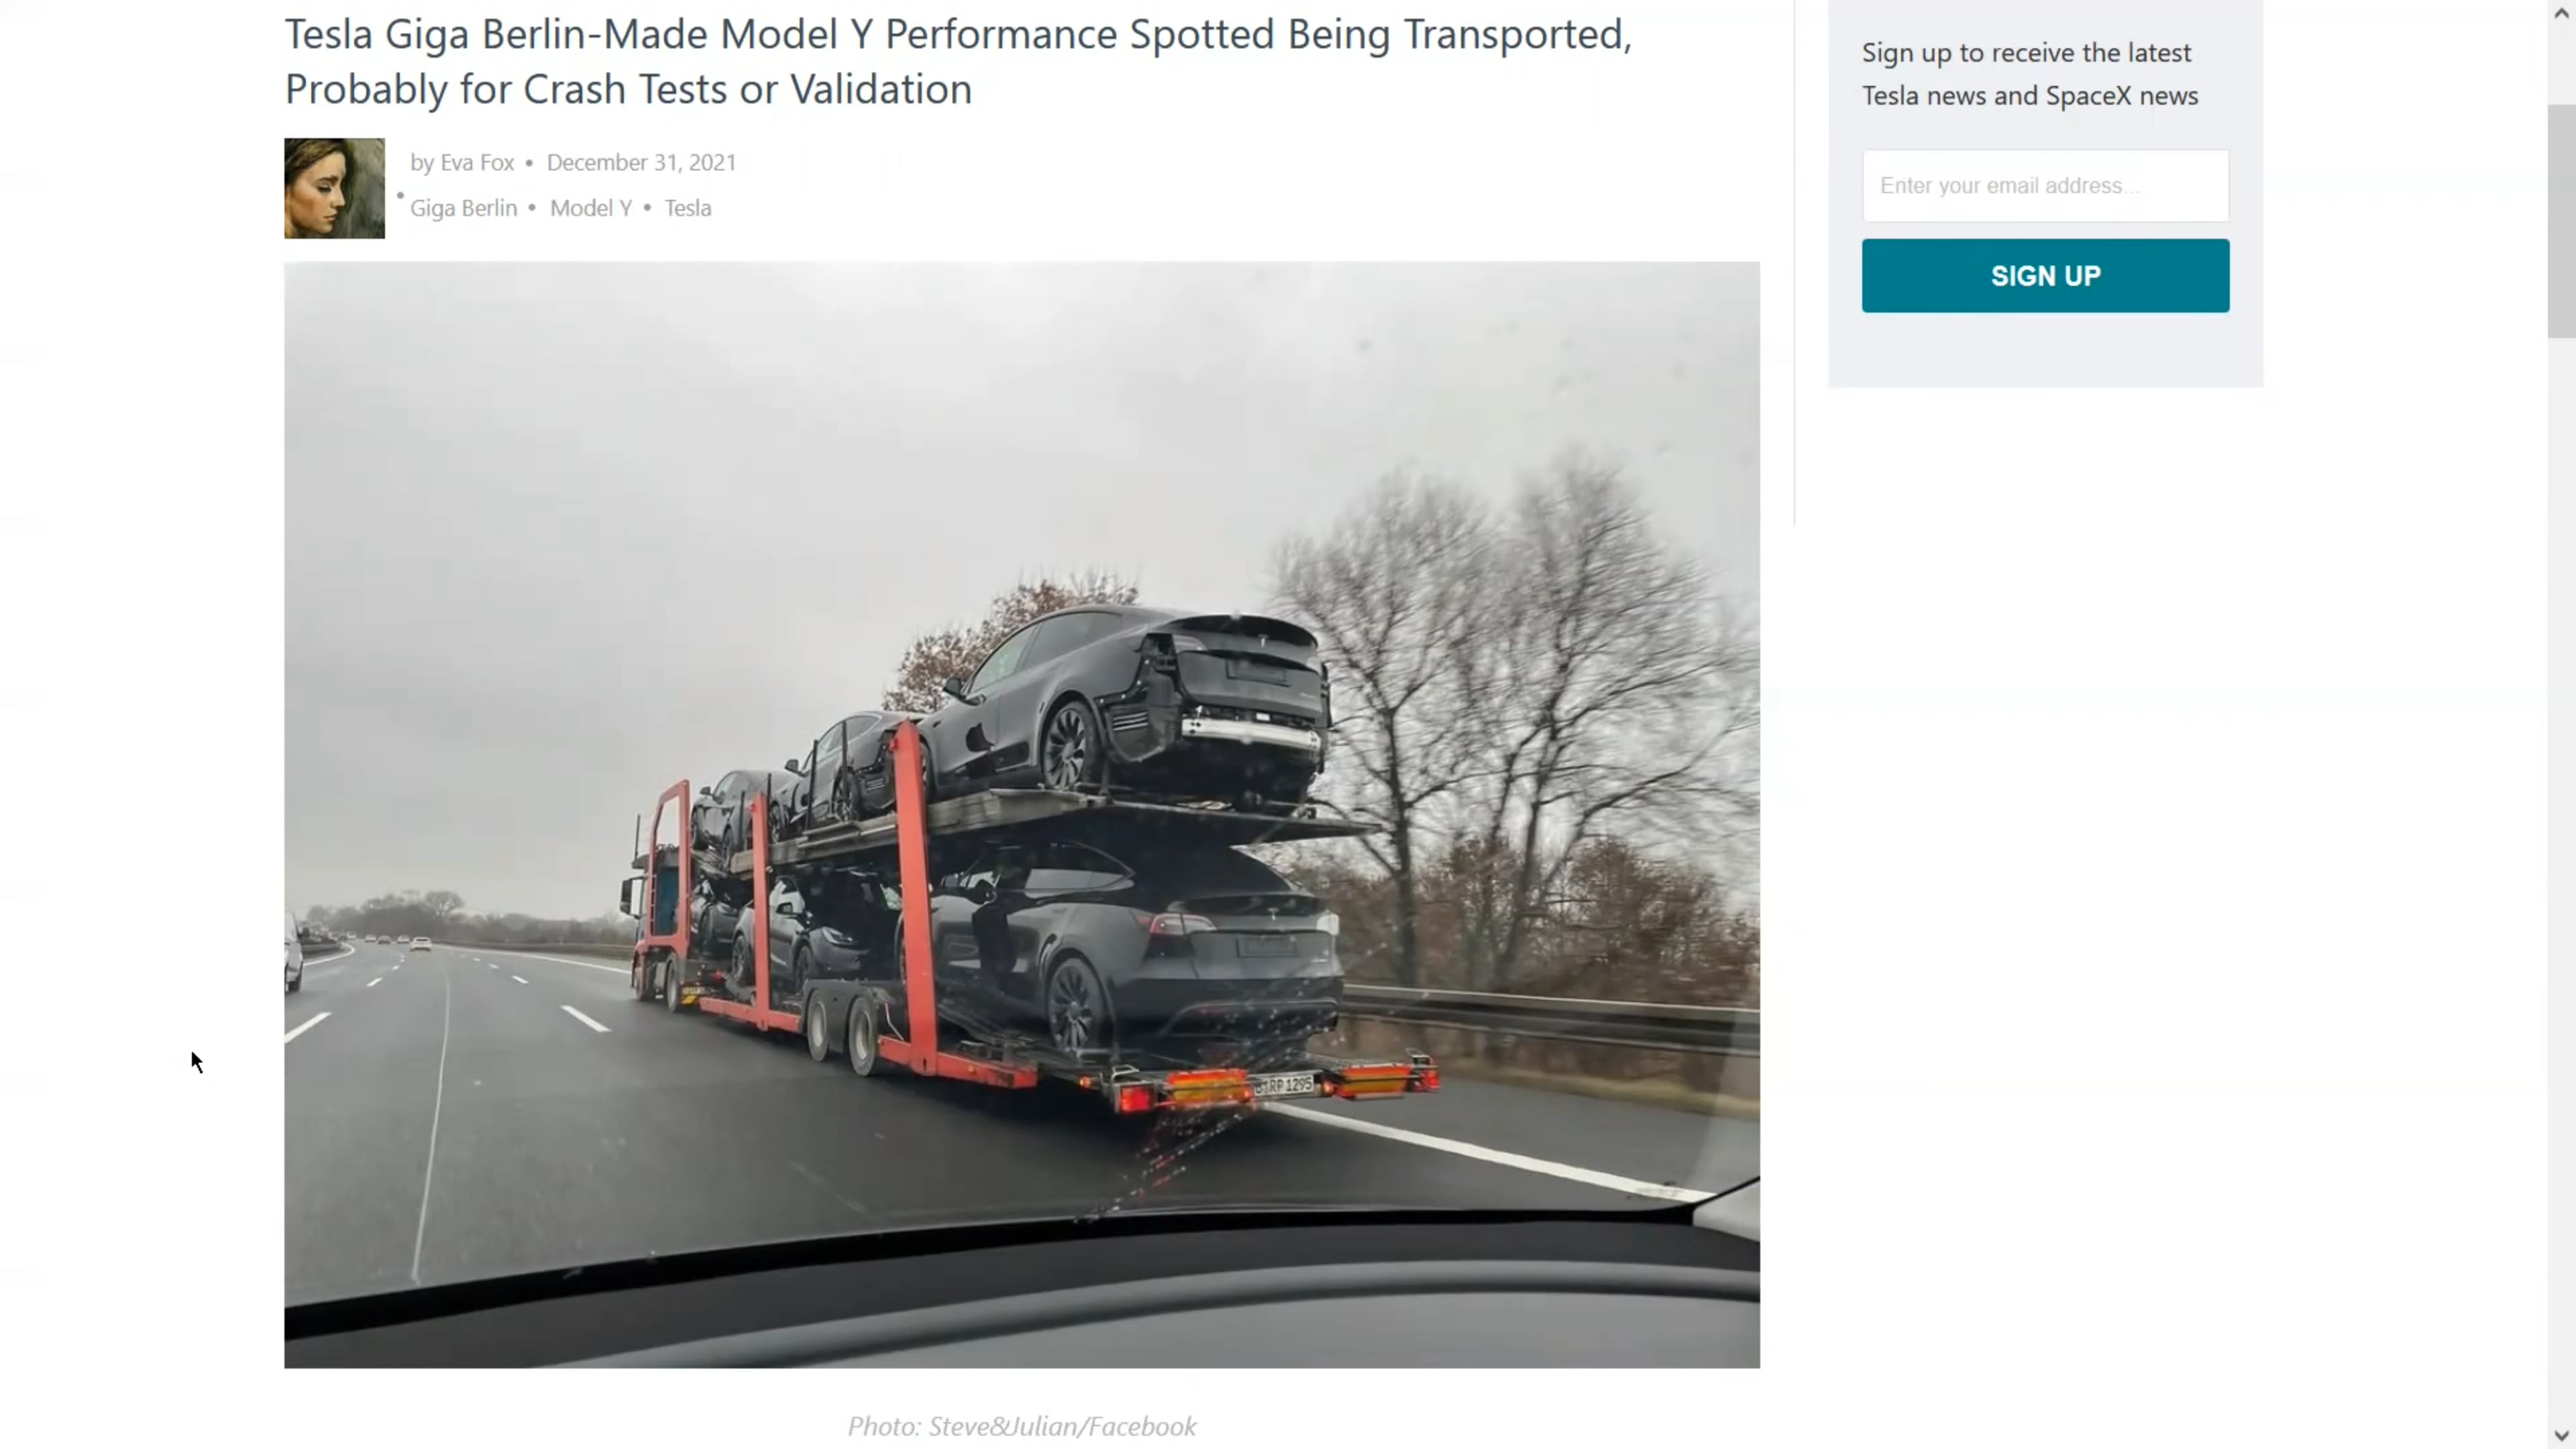 Tesla Giga Berlin-Made Model Y Performance Spotted Being Transported,
Probably for Crash Tests or Validation
by Eva Fox • December 31, 2021
• Giga Berlin • Model Y • Tesla
Sign up to receive the latest
Tesla news and SpaceX news
Enter your email address...
SIGN UP
RP 1295
Photo: Steve&Julian/Facebook